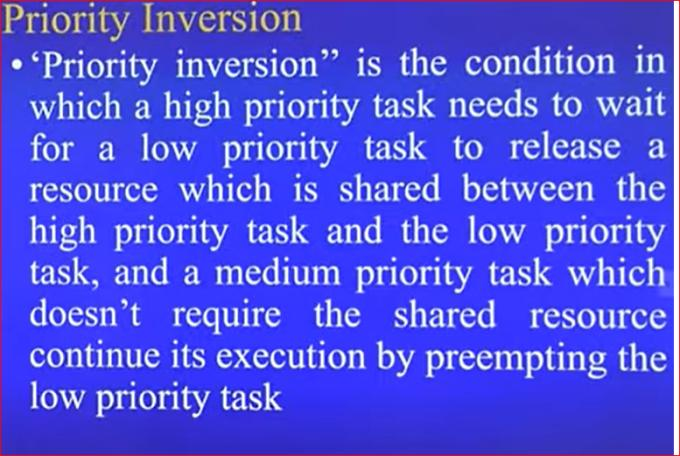 Priority Inversion
• ‘Priority inversion” is the condition in
which a high priority task needs to wait
for a low priority task to release a
resource which is shared between the
high priority task and the low priority
task, and a medium priority task which
doesn’t require the shared resource
continue its execution by preempting the
low priority task